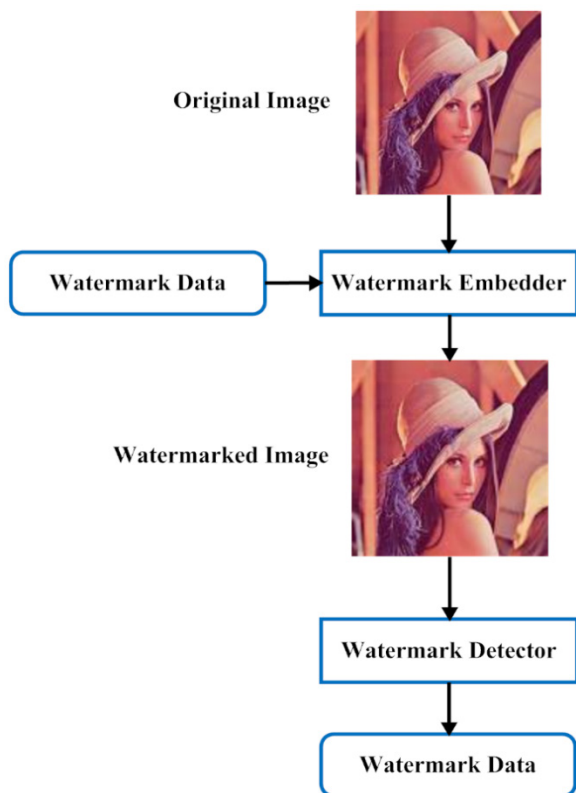 Original Image
Watermark Data
Watermark Embedder
Watermarked Image
Watermark Detector
Watermark Data